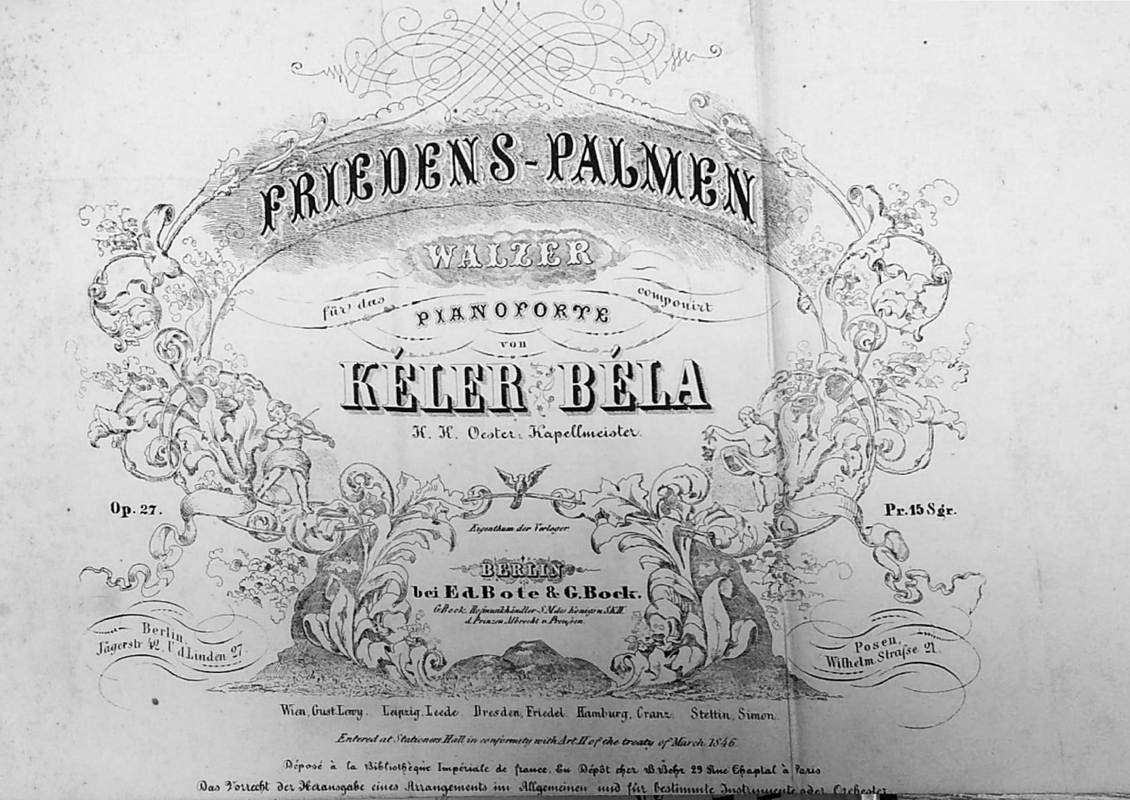 FRIEDENS-PALMEN
WALZER
für das PIANOFORTE componirt
von
KÉLER BÉLA
K. K. Oester. Kapellmeister.
Op. 27.
Pr. 15 Sgr.
Eigenthum der Verleger.
BERLIN
bei Ed. Bote & G. Bock.
G. Bock, Hofmusikhändler S. M. des Königs u. S.K.H.
d. Prinzen Albrecht v. Preussen.
Berlin,
Jägerstr. 42, U. d. Linden 27.
Posen,
Wilhelm Straſse 21.
Wien, Gust. Lewy. Leipzig, Leede. Dresden, Friedel. Hamburg, Cranz. Stettin, Simon.
Entered at Stationers Hall in conformity with Art. II of the treaty of March. 1846.
Déposé à la Bibliothèque Impériale de france. En Dépôt cher B. Behr 29 Rue Chaptal à Paris
Das Vorrecht der Herausgabe eines Arrangements im Allgemeinen und für bestimmte Instrumente oder Orchester